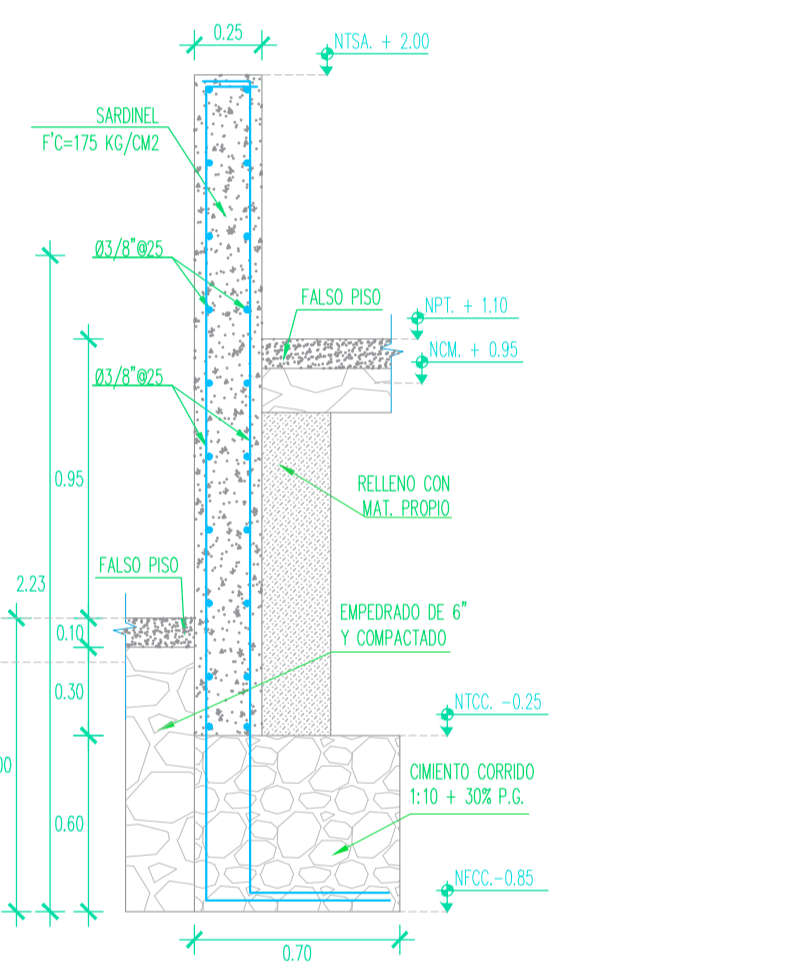 0.25
NTSA. + 2.00
SARDINEL
F'C=175 KG/CM2
Ø3/8"@25
FALSO PISO
NPT. + 1.10
NCM. + 0.95
Ø3/8"@25
0.95
RELLENO CON
MAT. PROPIO
FALSO PISO
2.23
EMPEDRADO DE 6"
Y COMPACTADO
0.10
0.30
NTCC. -0.25
CIMIENTO CORRIDO
1:10 + 30% P.G.
0.60
NFCC.-0.85
0.70